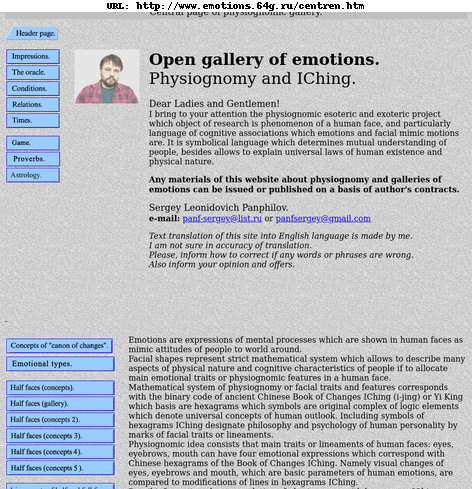 URL: http://www.emotions.64g.ru/centren.htm
Central page of physiognomic gallery.
Header page.
Impressions.
The oracle.
Conditions.
Relations.
Times.
Game.
Proverbs.
Astrology.
Open gallery of emotions.
Physiognomy and IChing.
Dear Ladies and Gentlemen!
I bring to your attention the physiognomic esoteric and exoteric project
which object of research is phenomenon of a human face, and particularly
language of cognitive associations which emotions and facial mimic motions
are. It is symbolical language which determines mutual understanding of
people, besides allows to explain universal laws of human existence and
physical nature.
Any materials of this website about physiognomy and galleries of
emotions can be issued or published on a basis of author's contracts.
Sergey Leonidovich Panphilov.
e-mail: panf-sergey@list.ru or panfsergey@gmail.com
Text translation of this site into English language is made by me.
I am not sure in accuracy of translation.
Please, inform how to correct if any words or phrases are wrong.
Also inform your opinion and offers.
Concepts of "canon of changes".
Emotional types.
Half faces (concepts).
Half faces (gallery).
Half faces (concepts 2).
Half faces (concepts 3).
Half faces (concepts 4).
Half faces (concepts 5 ).
Emotions are expressions of mental processes which are shown in human faces as
mimic attitudes of people to world around.
Facial shapes represent strict mathematical system which allows to describe many
aspects of physical nature and cognitive characteristics of people if to allocate
main emotional traits or physiognomic features in a human face.
Mathematical system of physiognomy or facial traits and features corresponds
with the binary code of ancient Chinese Book of Changes IChing (i-jing) or Yi King
which basis are hexagrams which symbols are original complex of logic elements
which denote universal concepts of human outlook. Including symbols of
hexagrams IChing designate philosophy and psychology of human personality by
marks of facial traits or lineaments.
Physiognomic idea consists that main traits or lineaments of human faces: eyes,
eyebrows, mouth can have four emotional expressions which correspond with
Chinese hexagrams of the Book of Changes IChing. Namely visual changes of
eyes, eyebrows and mouth, which are basic parameters of human emotions, are
compared to modifications of lines in hexagrams IChing.